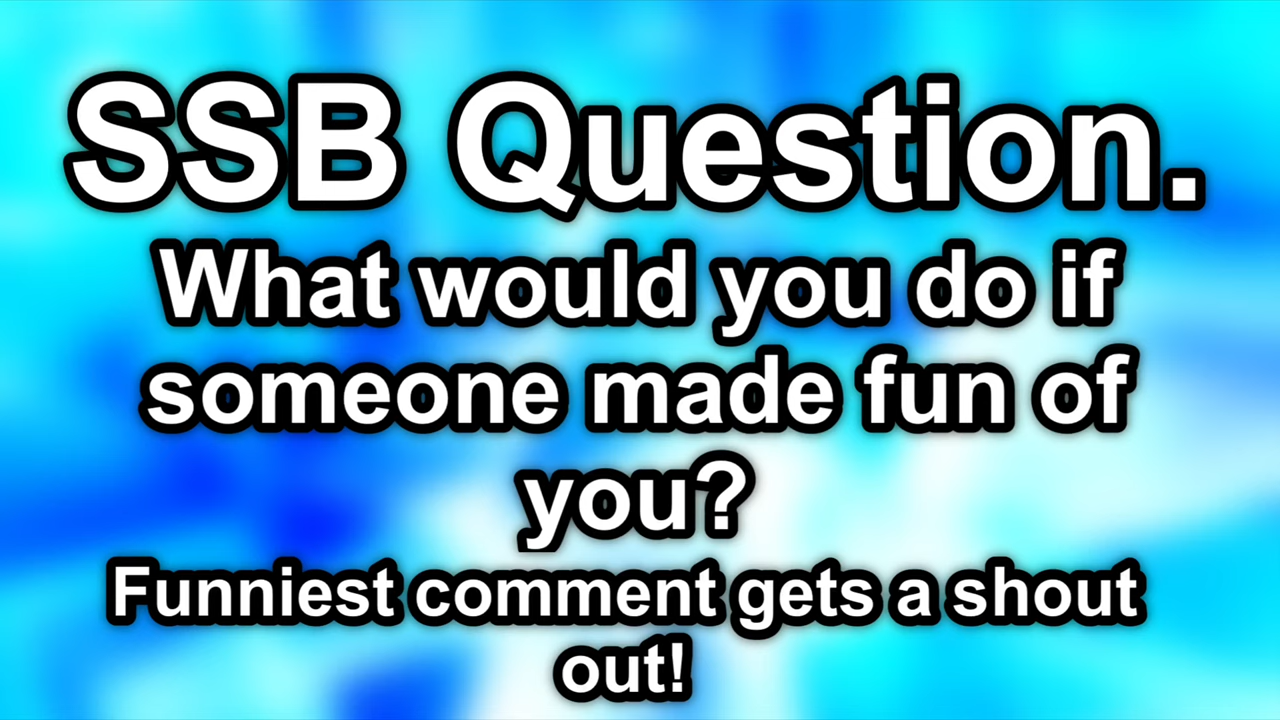 SSB Question.
What would you do if
someone made fun of
you?
Funniest comment gets a shout
out!